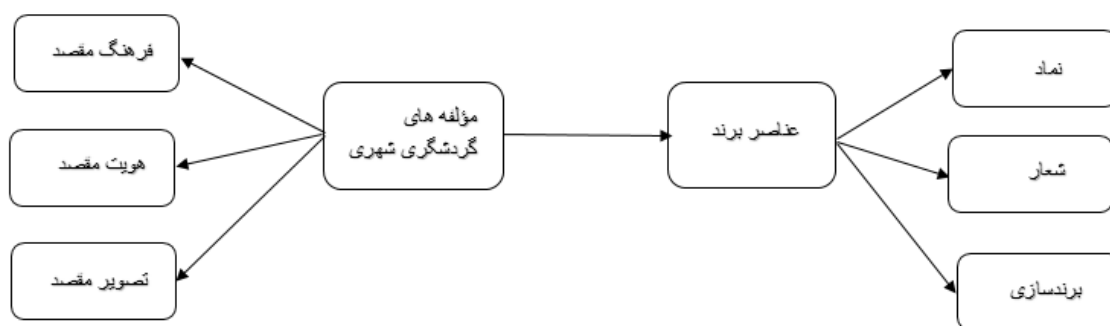 فرهنگ مقصد
هویت مقصد
تصویر مقصد
مؤلفه های
گردشگری شهری
عناصر برند
نماد
شعار
برندسازی